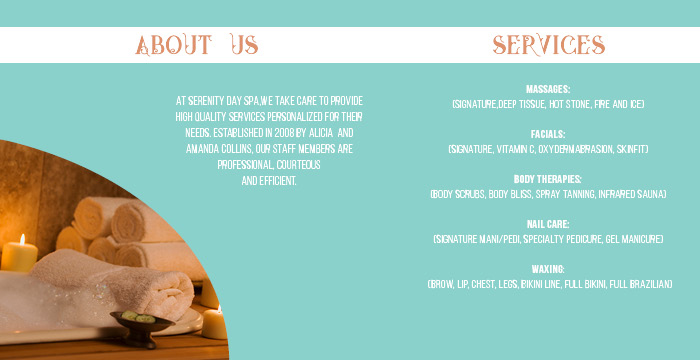 ABOUT US
AT SERENITY DAY SPA,WE TAKE CARE TO PROVIDE
HIGH QUALITY SERVICES PERSONALIZED FOR THEIR
NEEDS. ESTABLISHED IN 2008 BY ALICIA AND
AMANDA COLLINS, OUR STAFF MEMBERS ARE
PROFESSIONAL, COURTEOUS
AND EFFICIENT.
SERVICES
MASSAGES:
(SIGNATURE,DEEP TISSUE, HOT STONE, FIRE AND ICE)
FACIALS:
(SIGNATURE, VITAMIN C, OXYDERMABRASION, SKINFIT)
BODY THERAPIES:
(BODY SCRUBS, BODY BLISS, SPRAY TANNING, INFRARED SAUNA)
NAIL CARE:
(SIGNATURE MANI/PEDI, SPECIALTY PEDICURE, GEL MANICURE)
WAXING:
(BROW, LIP, CHEST, LEGS, BIKINI LINE, FULL BIKINI, FULL BRAZILIAN)